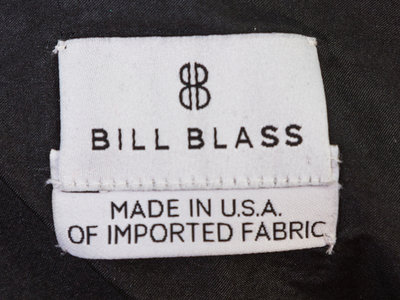 BILL BLASS
MADE IN U.S.A.
OF IMPORTED FABRIC